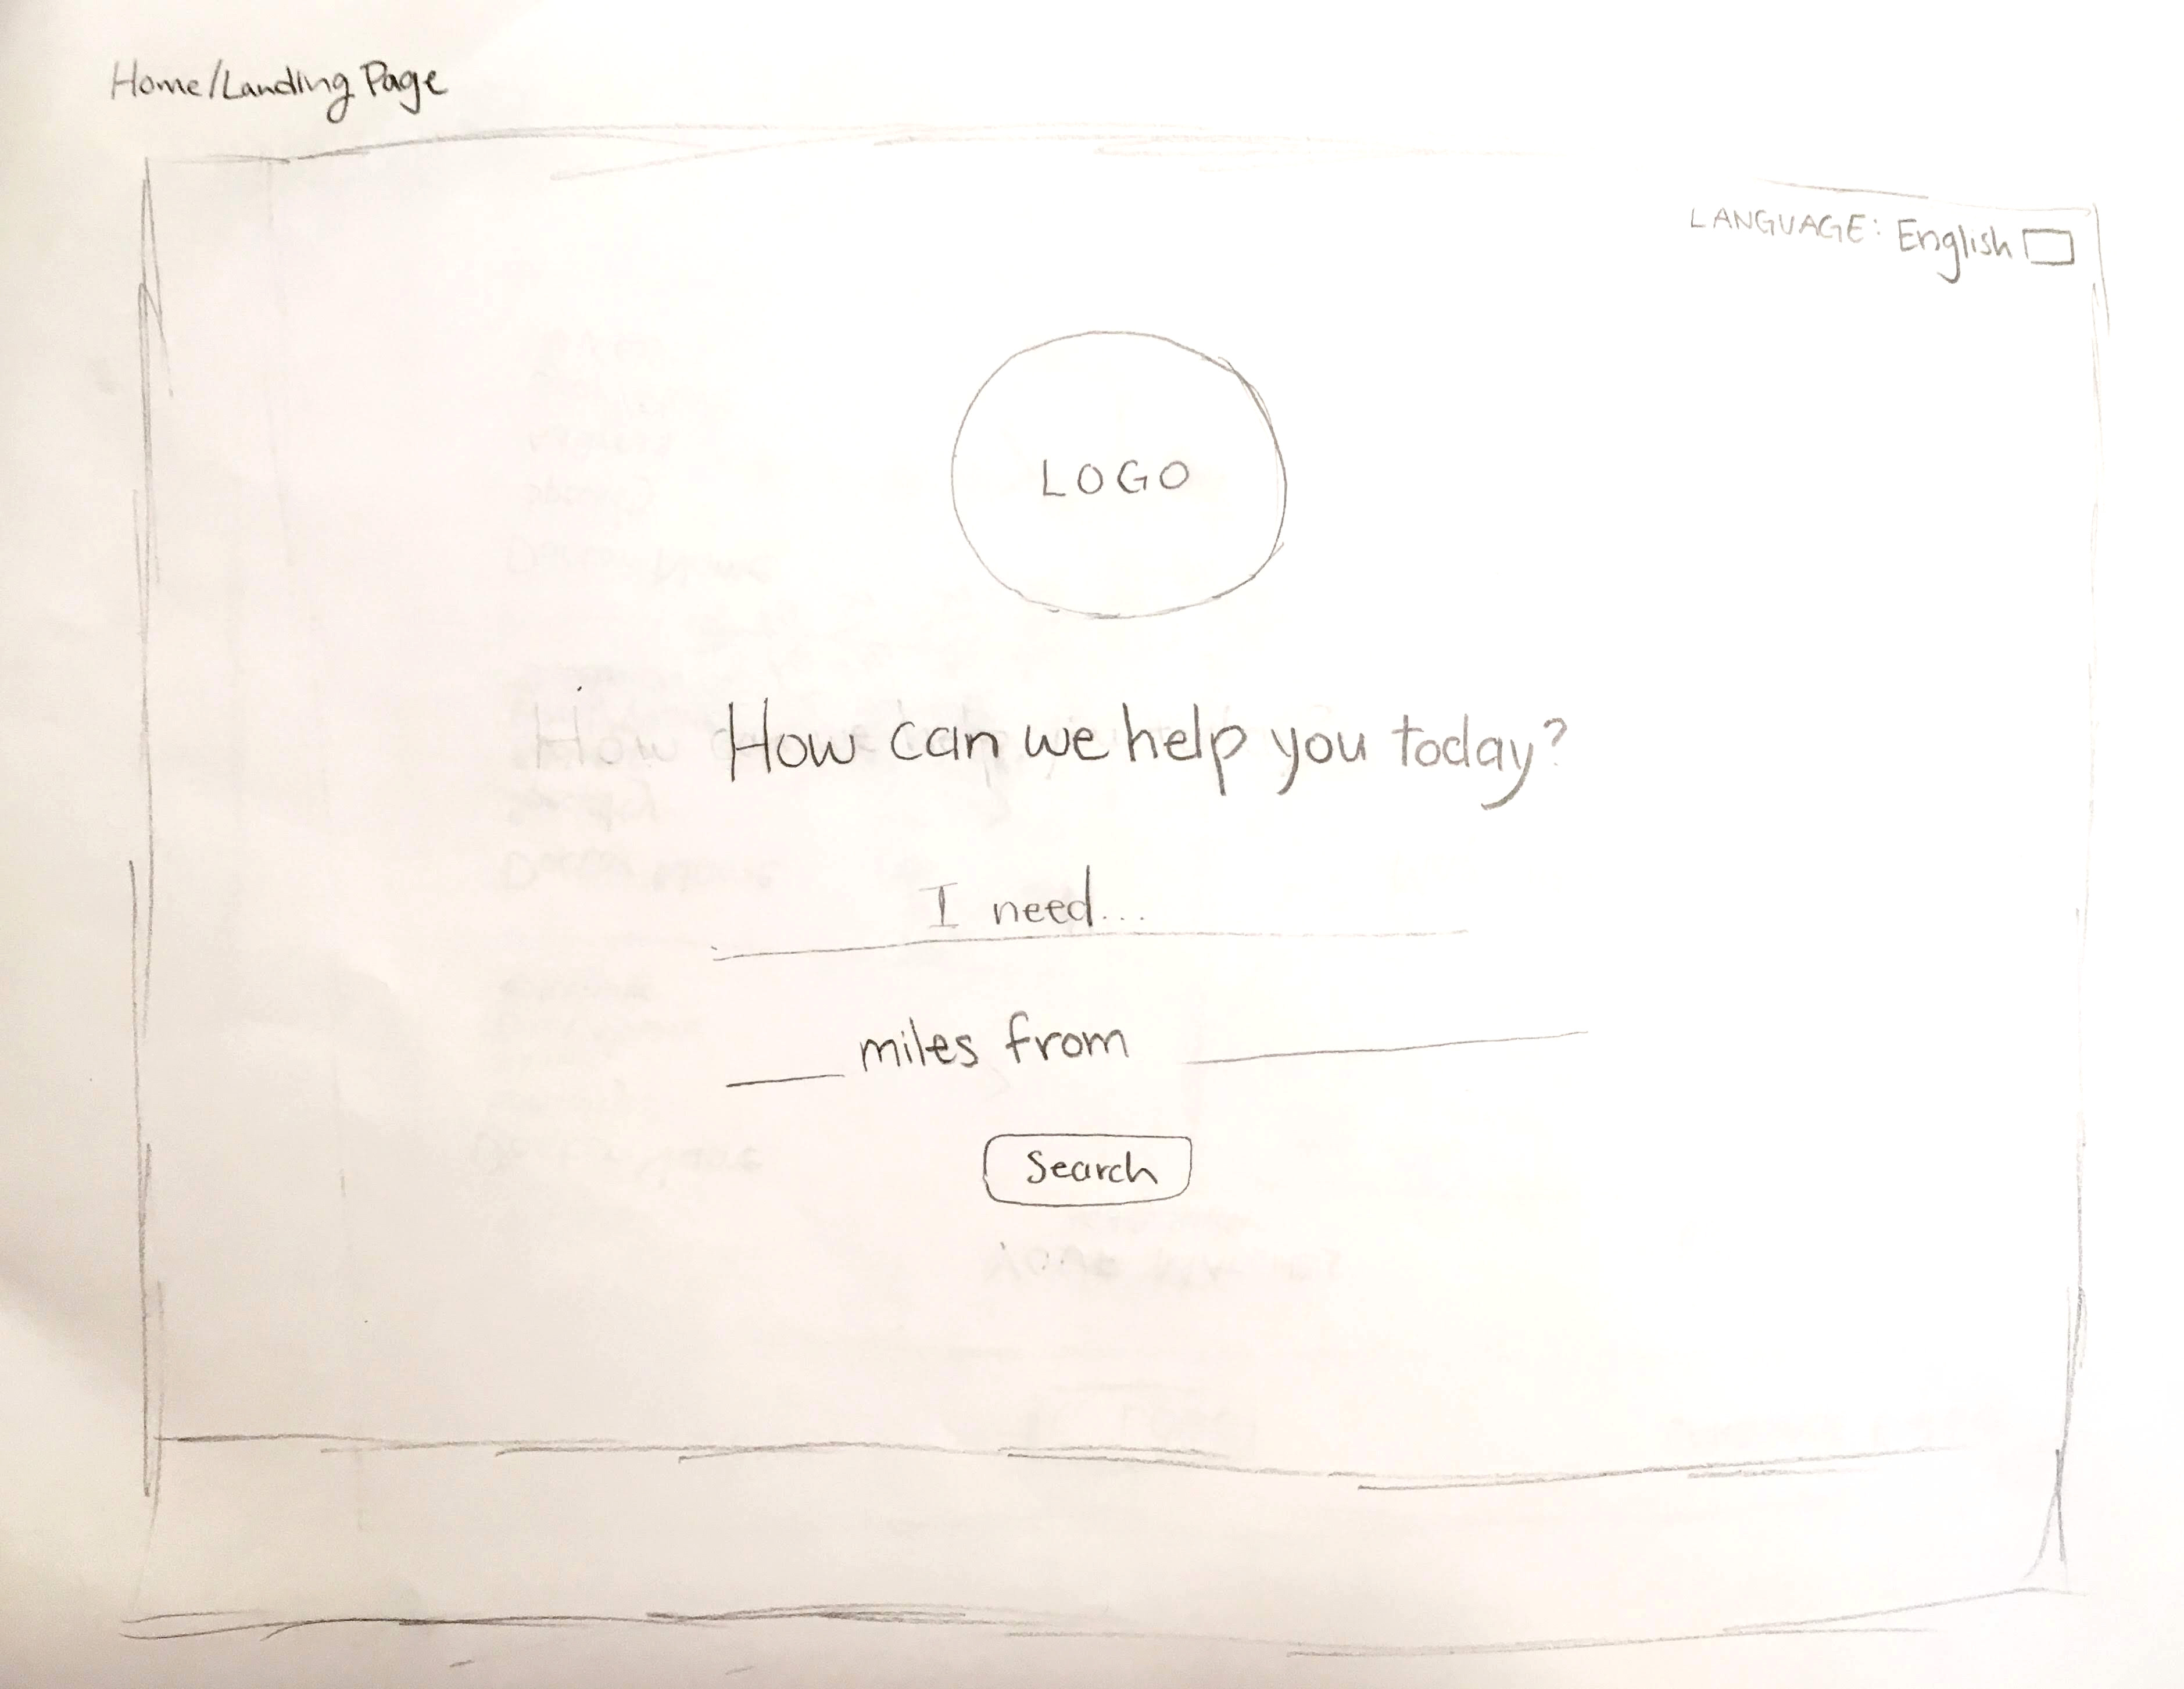 Home/Landing Page
LANGUAGE: English
LOGO
How can we help you today?
I need...
___ miles from ___
Search